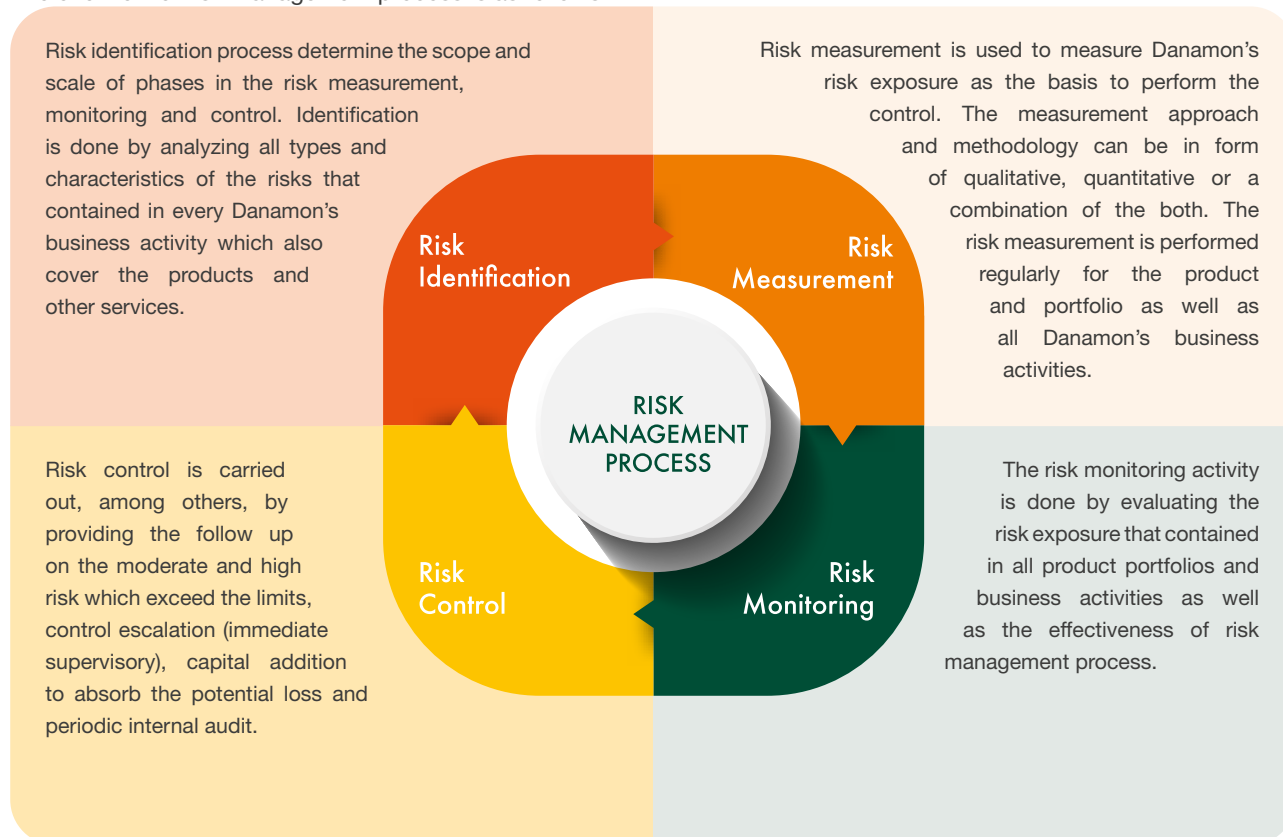 Risk identification process determine the scope and
scale of phases in the risk measurement,
monitoring and control. Identification
is done by analyzing all types and
characteristics of the risks that
contained in every Danamon's
business activity which also
cover the products and
other services.
Risk measurement is used to measure Danamon's
risk exposure as the basis to perform the
control. The measurement approach
and methodology can be in form
of qualitative, quantitative or a
combination of the both. The
risk measurement is performed
regularly for the product
and portfolio as well as
all Danamon's business
activities.
Risk
Identification
Risk
Measurement
RISK
MANAGEMENT
PROCESS
Risk
Control
Risk
Monitoring
Risk control is carried
out, among others, by
providing the follow up
on the moderate and high
risk which exceed the limits,
control escalation (immediate
supervisory), capital addition
to absorb the potential loss and
periodic internal audit.
The risk monitoring activity
is done by evaluating the
risk exposure that contained
in all product portfolios and
business activities as well
as the effectiveness of risk
management process.